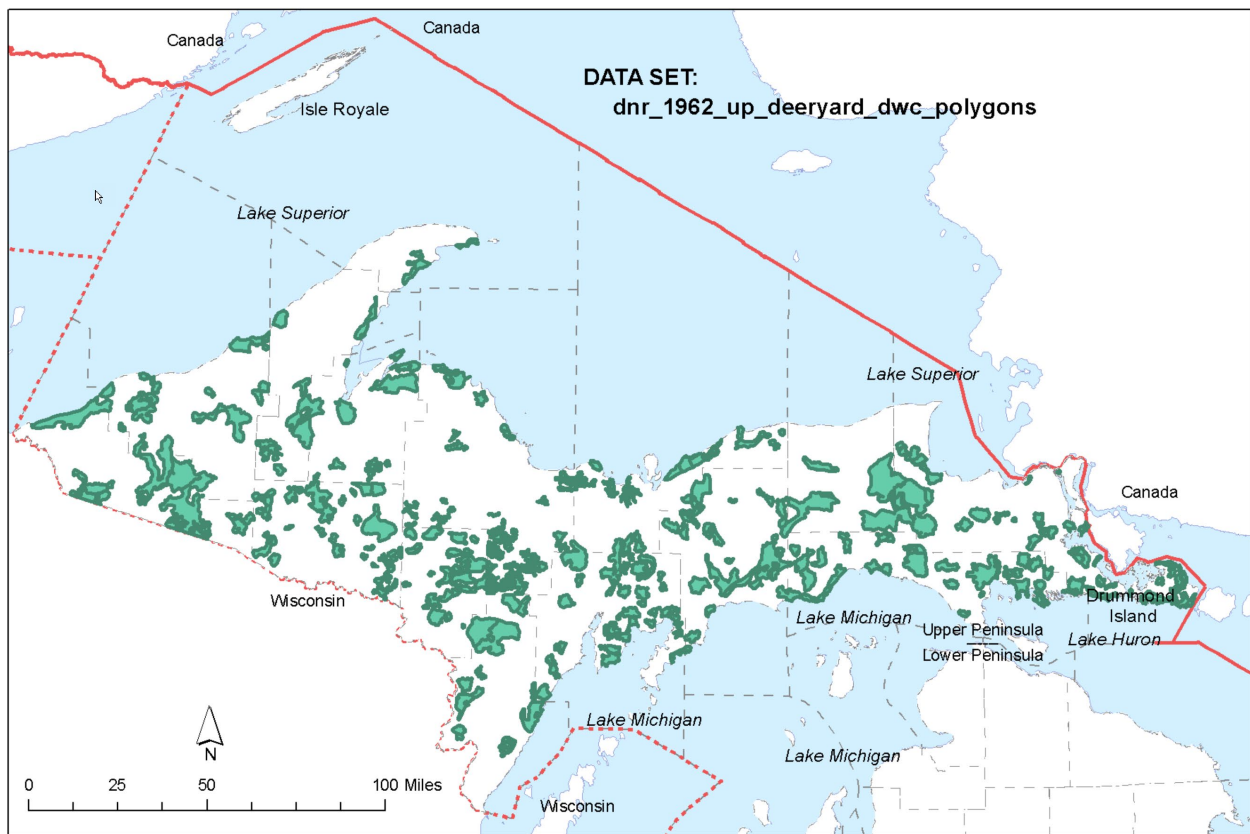 Canada
Canada
DATA SET:
dnr_1962_up_deeryard_dwc_polygons
Isle Royale
Lake Superior
Lake Superior
Canada
Wisconsin
Drummond
Island
Lake Michigan
Upper Peninsula
Lake Huron
Lower Peninsula
Lake Michigan
Lake Michigan
N
0 25 50 100 Miles
Wisconsin